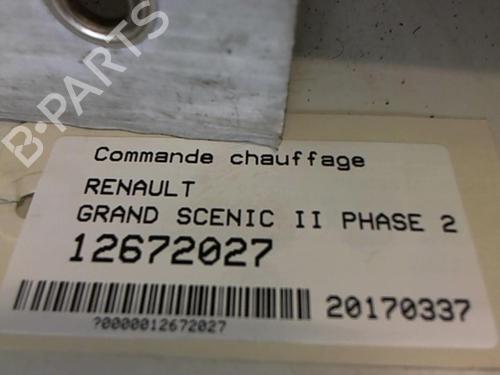 B-PARTS
Commande chauffage
RENAULT
GRAND SCENIC II PHASE 2
12672027
20170337
?0000012672027